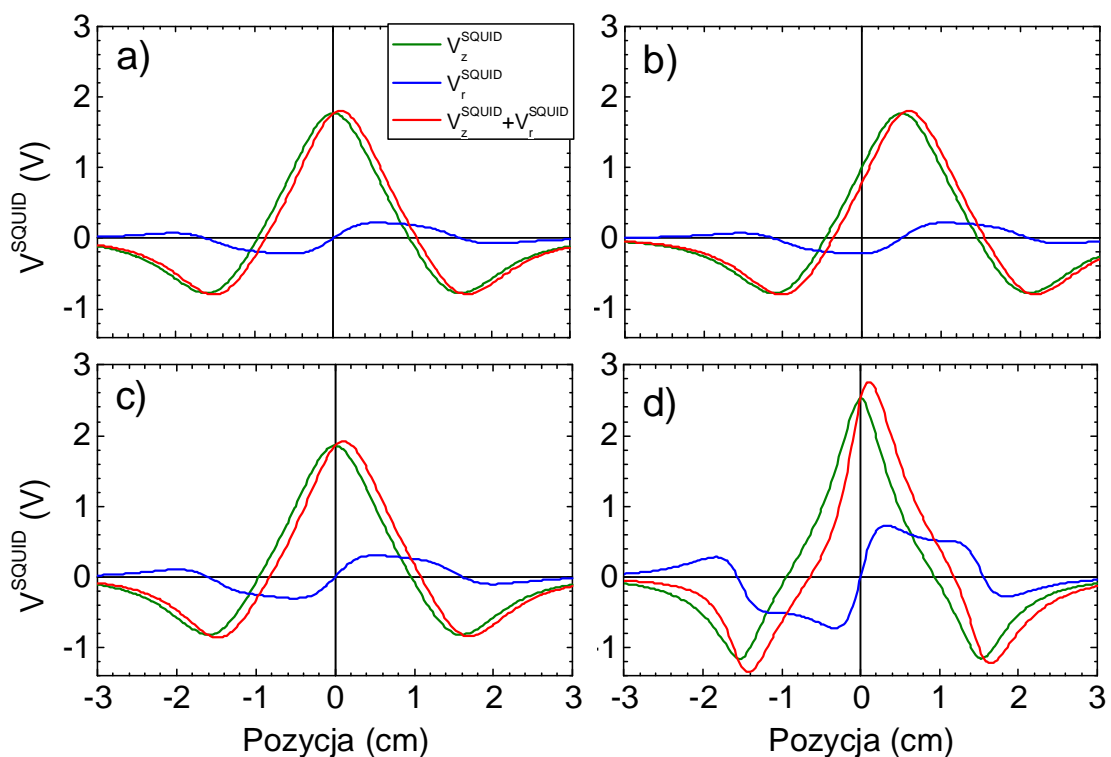 a)
V_z^SQUID
V_r^SQUID
V_z^SQUID+V_r^SQUID
b)
3
2
1
0
-1
V^SQUID (V)
3
2
1
0
-1
c)
3
2
1
0
-1
V^SQUID (V)
-3 -2 -1 0 1 2 3
Pozycja (cm)
d)
3
2
1
0
-1
-3 -2 -1 0 1 2 3
Pozycja (cm)